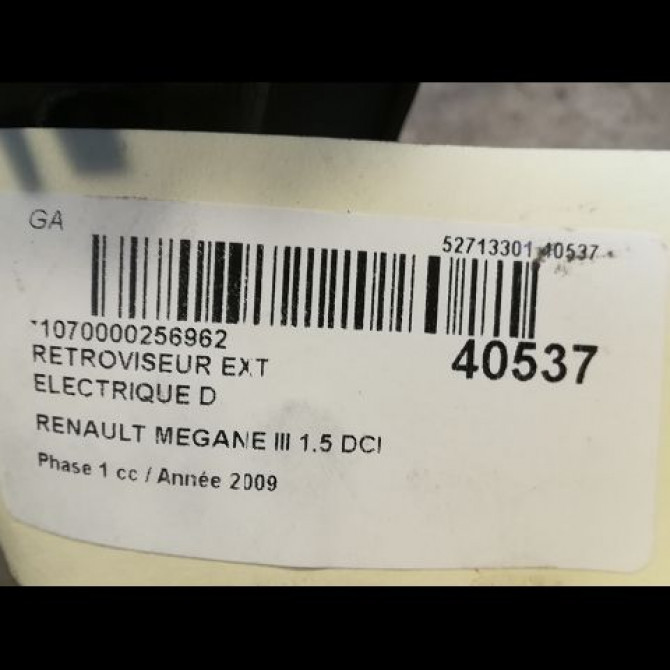 GA
52713301 40537
1070000256962
40537
RETROVISEUR EXT
ELECTRIQUE D
RENAULT MEGANE III 1.5 DCI
Phase 1 cc / Année 2009